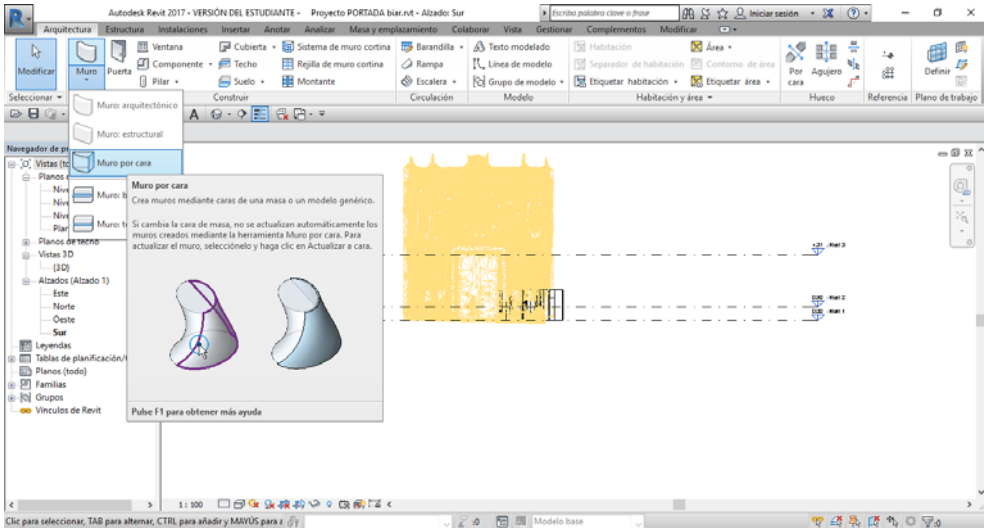 Autodesk Revit 2017 - VERSIÓN DEL ESTUDIANTE - Proyecto PORTADA biar.rvt - Alzado: Sur
Escriba palabra clave o frase
Iniciar sesión
Arquitectura Estructura Instalaciones Insertar Anotar Analizar Masa y emplazamiento Colaborar Vista Gestionar Complementos Modificar
Modificar
Muro
Puerta
Ventana
Componente
Pilar
Cubierta
Techo
Suelo
Sistema de muro cortina
Rejilla de muro cortina
Montante
Barandilla
Rampa
Escalera
Texto modelado
Línea de modelo
Grupo de modelo
Habitación
Separador de habitación
Etiquetar habitación
Área
Contorno de área
Etiquetar área
Por cara
Agujero
Definir
Seleccionar
Construir
Circulación
Modelo
Habitación y área
Hueco
Referencia
Plano de trabajo
Muro: arquitectónico
Muro: estructural
Muro por cara
Muro: b
Muro: t
Muro por cara
Crea muros mediante caras de una masa o un modelo genérico.
Si cambia la cara de masa, no se actualizan automáticamente los
muros creados mediante la herramienta Muro por cara. Para
actualizar el muro, selecciónelo y haga clic en Actualizar a cara.
Pulse F1 para obtener más ayuda
Navegador de pr
Vistas (to
Planos e
Nive
Nive
Nive
Plan
Planos de techo
Vistas 3D
{3D}
Alzados (Alzado 1)
Este
Norte
Oeste
Sur
Leyendas
Tablas de planificación/
Planos (todo)
Familias
Grupos
Vínculos de Revit
1 : 100
Clic para seleccionar, TAB para alternar, CTRL para añadir y MAYÚS para
:0
Modelo base
:0